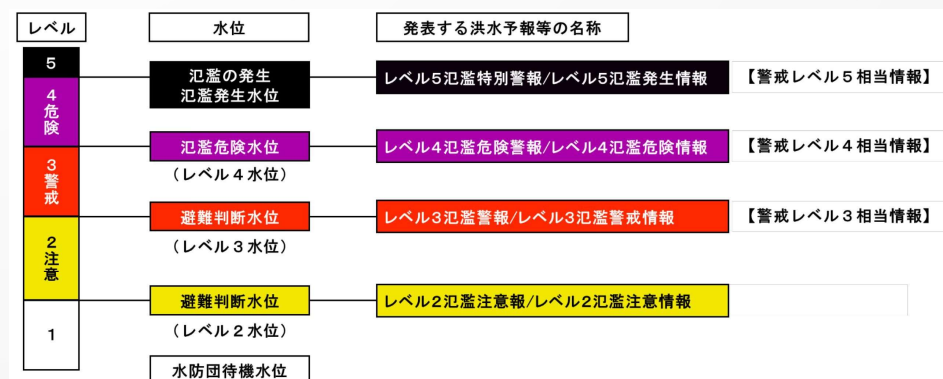 レベル
水位
発表する洪水予報等の名称
5
氾濫の発生
氾濫発生水位
レベル5氾濫特別警報/レベル5氾濫発生情報
【警戒レベル5相当情報】
4危険
氾濫危険水位
(レベル4水位)
レベル4氾濫危険警報/レベル4氾濫危険情報
【警戒レベル4相当情報】
3警戒
避難判断水位
(レベル3水位)
レベル3氾濫警報/レベル3氾濫警戒情報
【警戒レベル3相当情報】
2注意
避難判断水位
(レベル2水位)
レベル2氾濫注意報/レベル2氾濫注意情報
1
水防団待機水位